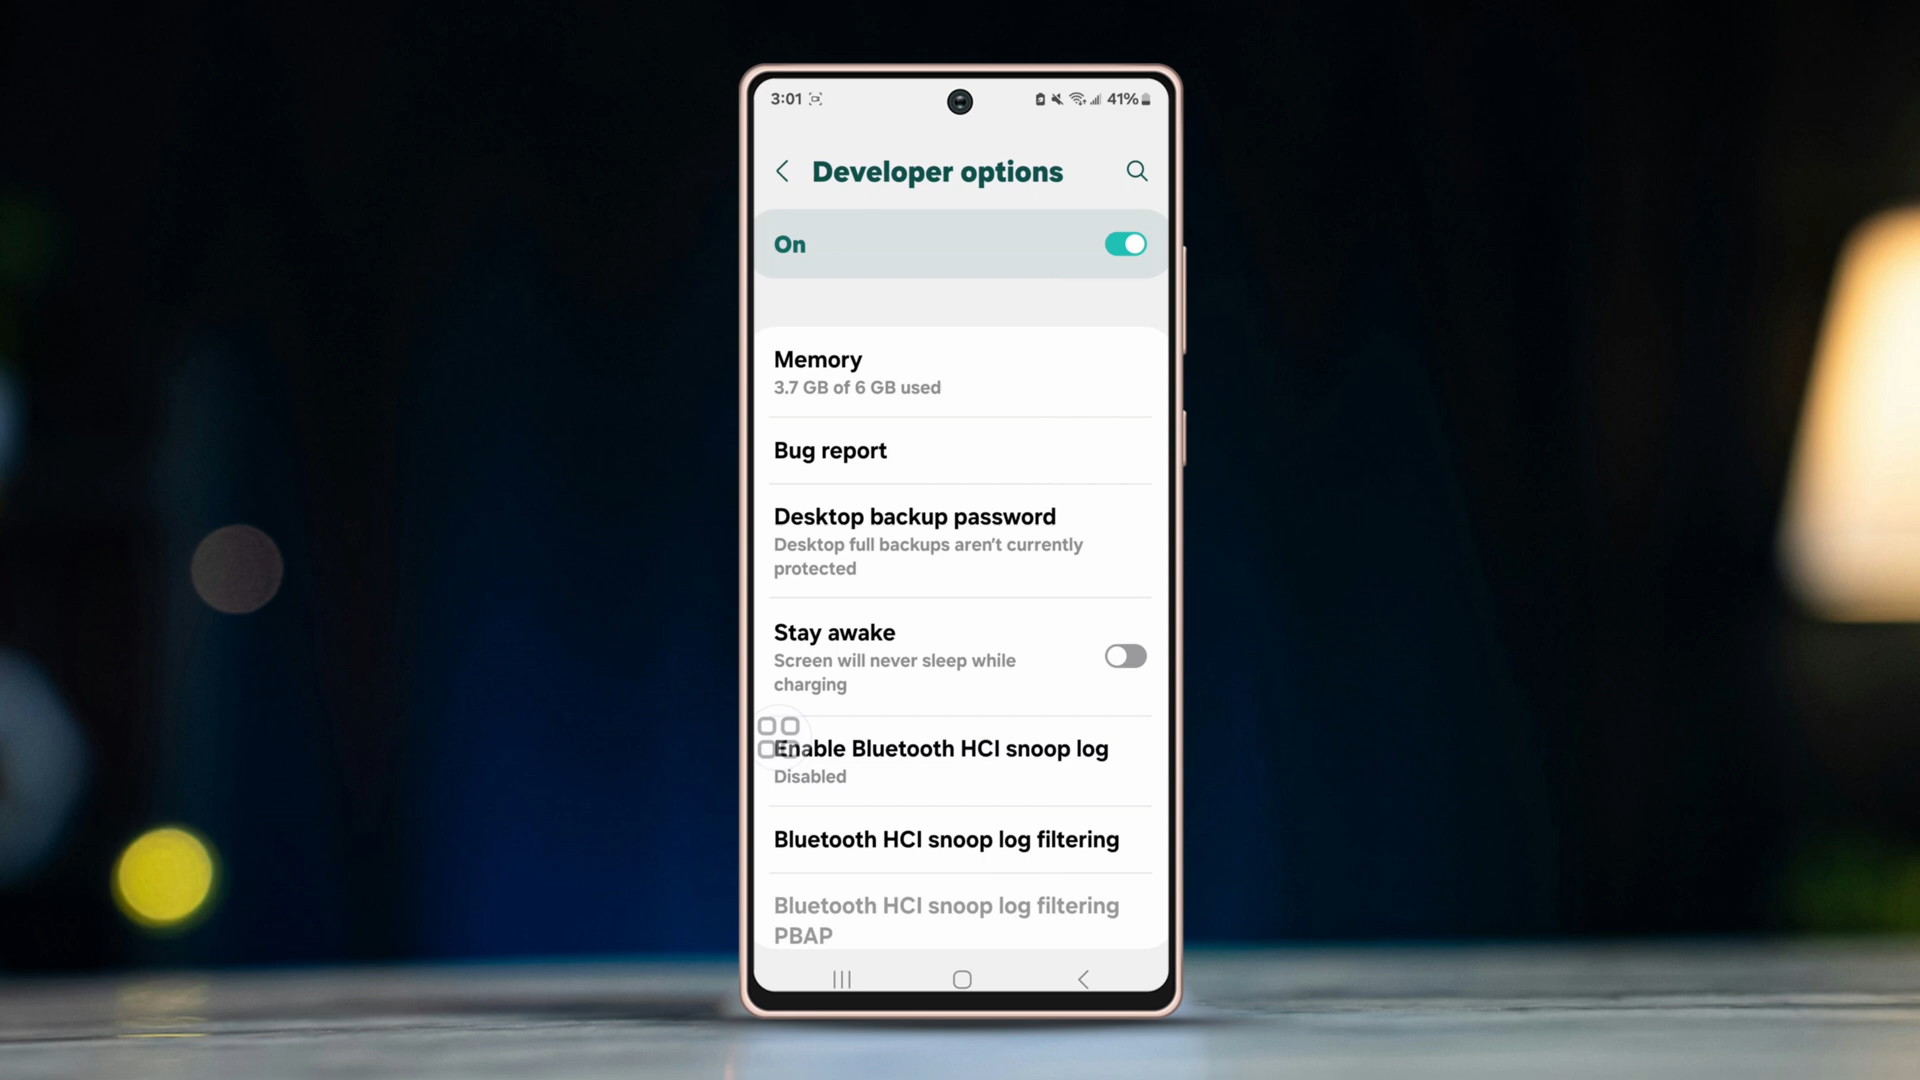 3:01
41%
Developer options
On
Memory
3.7 GB of 6 GB used
Bug report
Desktop backup password
Desktop full backups aren't currently
protected
Stay awake
Screen will never sleep while
charging
Enable Bluetooth HCI snoop log
Disabled
Bluetooth HCI snoop log filtering
Bluetooth HCI snoop log filtering
PBAP